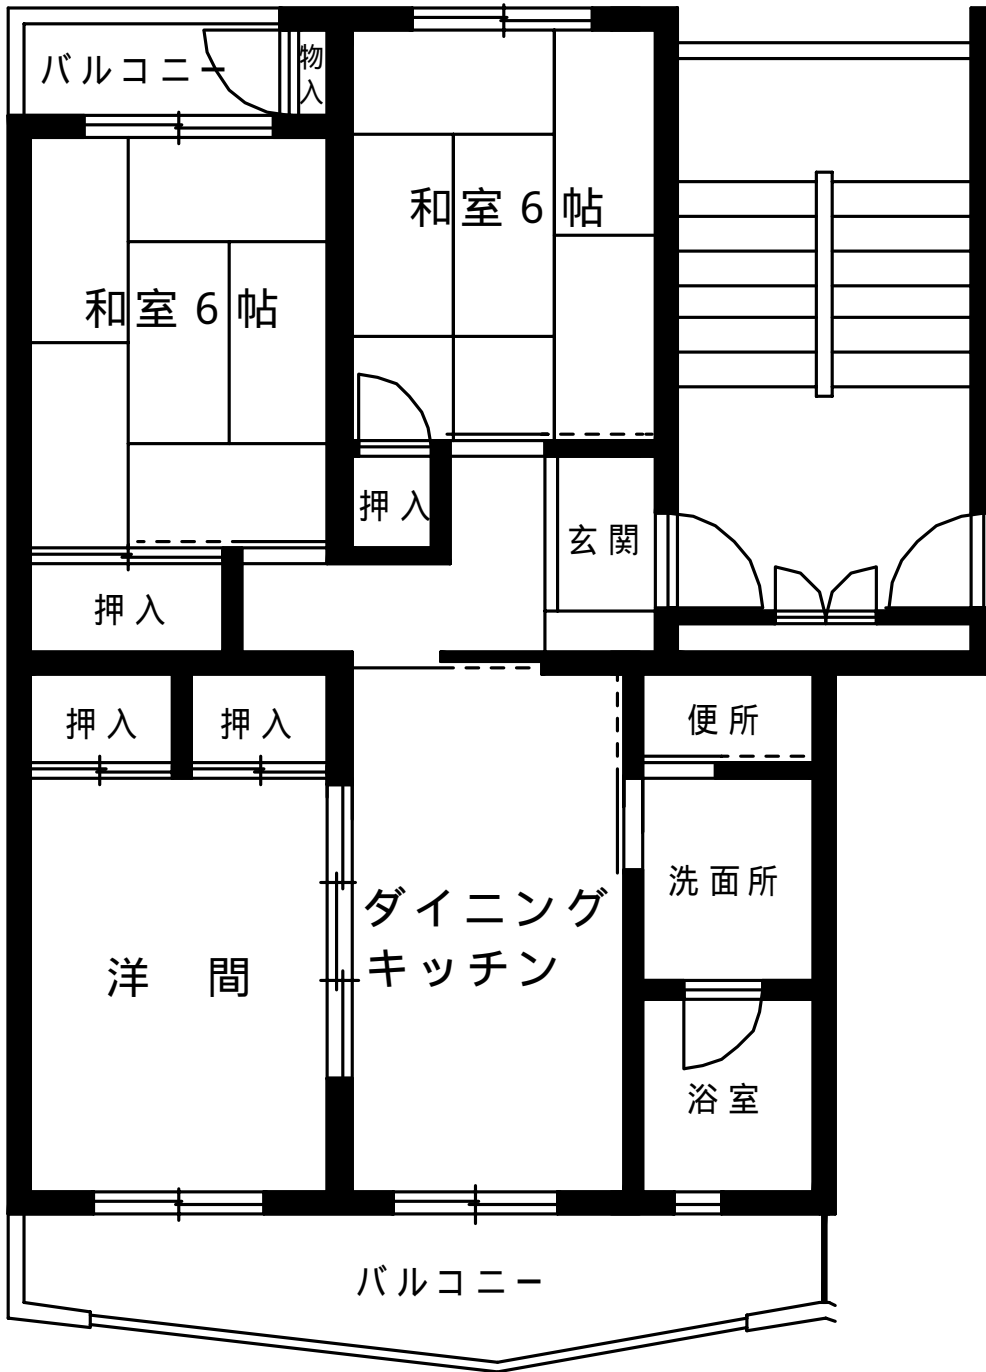 バルコニー
物入
和室6帖
和室6帖
押入
玄関
押入
押入
押入
便所
洗面所
ダイニング
キッチン
洋間
浴室
バルコニー